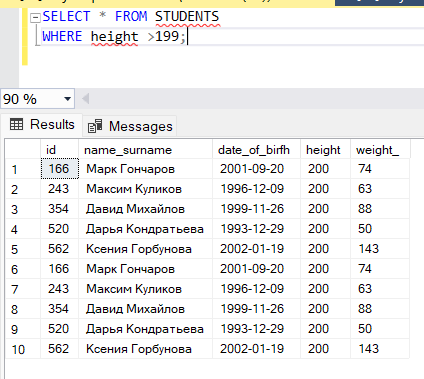 SELECT * FROM STUDENTS
WHERE height >199;
90 %
Results Messages
id name_surname date_of_birfh height weight_
1 166 Марк Гончаров 2001-09-20 200 74
2 243 Максим Куликов 1996-12-09 200 63
3 354 Давид Михайлов 1999-11-26 200 88
4 520 Дарья Кондратьева 1993-12-29 200 50
5 562 Ксения Горбунова 2002-01-19 200 143
6 166 Марк Гончаров 2001-09-20 200 74
7 243 Максим Куликов 1996-12-09 200 63
8 354 Давид Михайлов 1999-11-26 200 88
9 520 Дарья Кондратьева 1993-12-29 200 50
10 562 Ксения Горбунова 2002-01-19 200 143